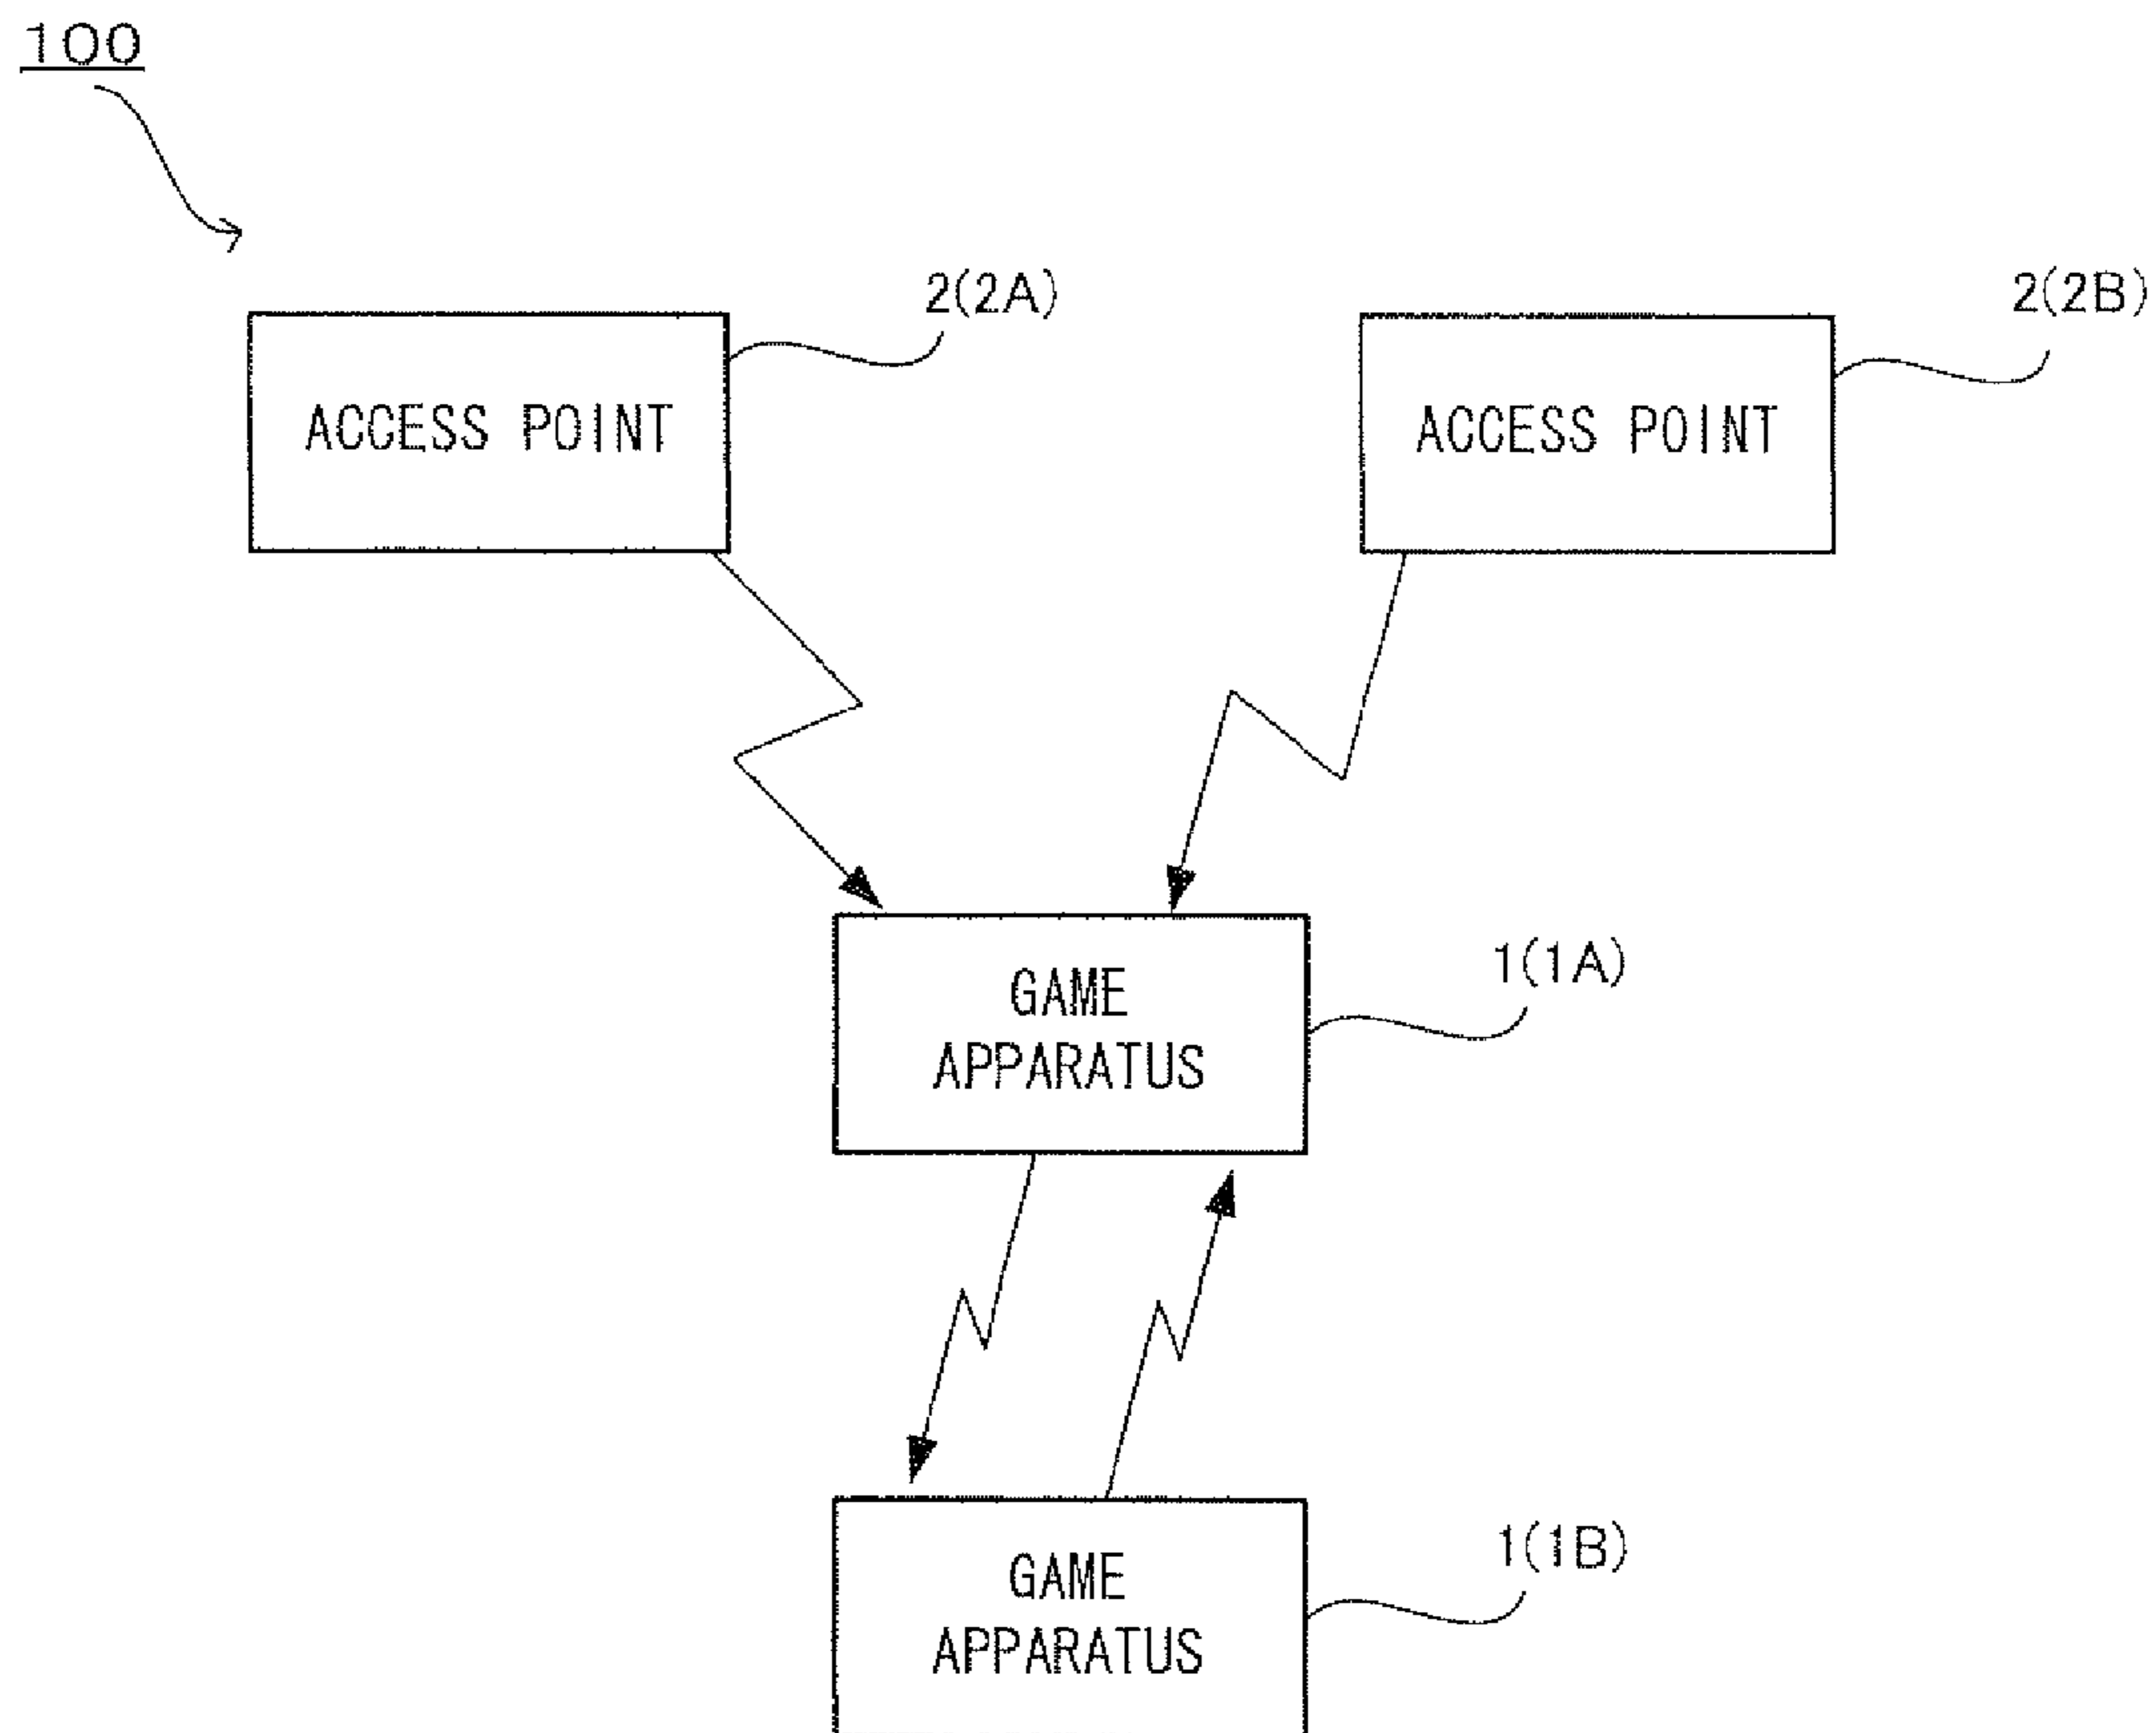 100
2(2A)
2(2B)
ACCESS POINT
ACCESS POINT
1(1A)
GAME
APPARATUS
1(1B)
GAME
APPARATUS